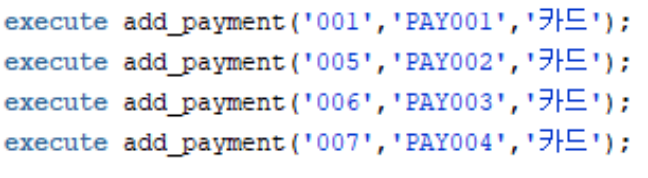 execute add_payment('001','PAY001','카드');
execute add_payment('005','PAY002','카드');
execute add_payment('006','PAY003','카드');
execute add_payment('007','PAY004','카드');